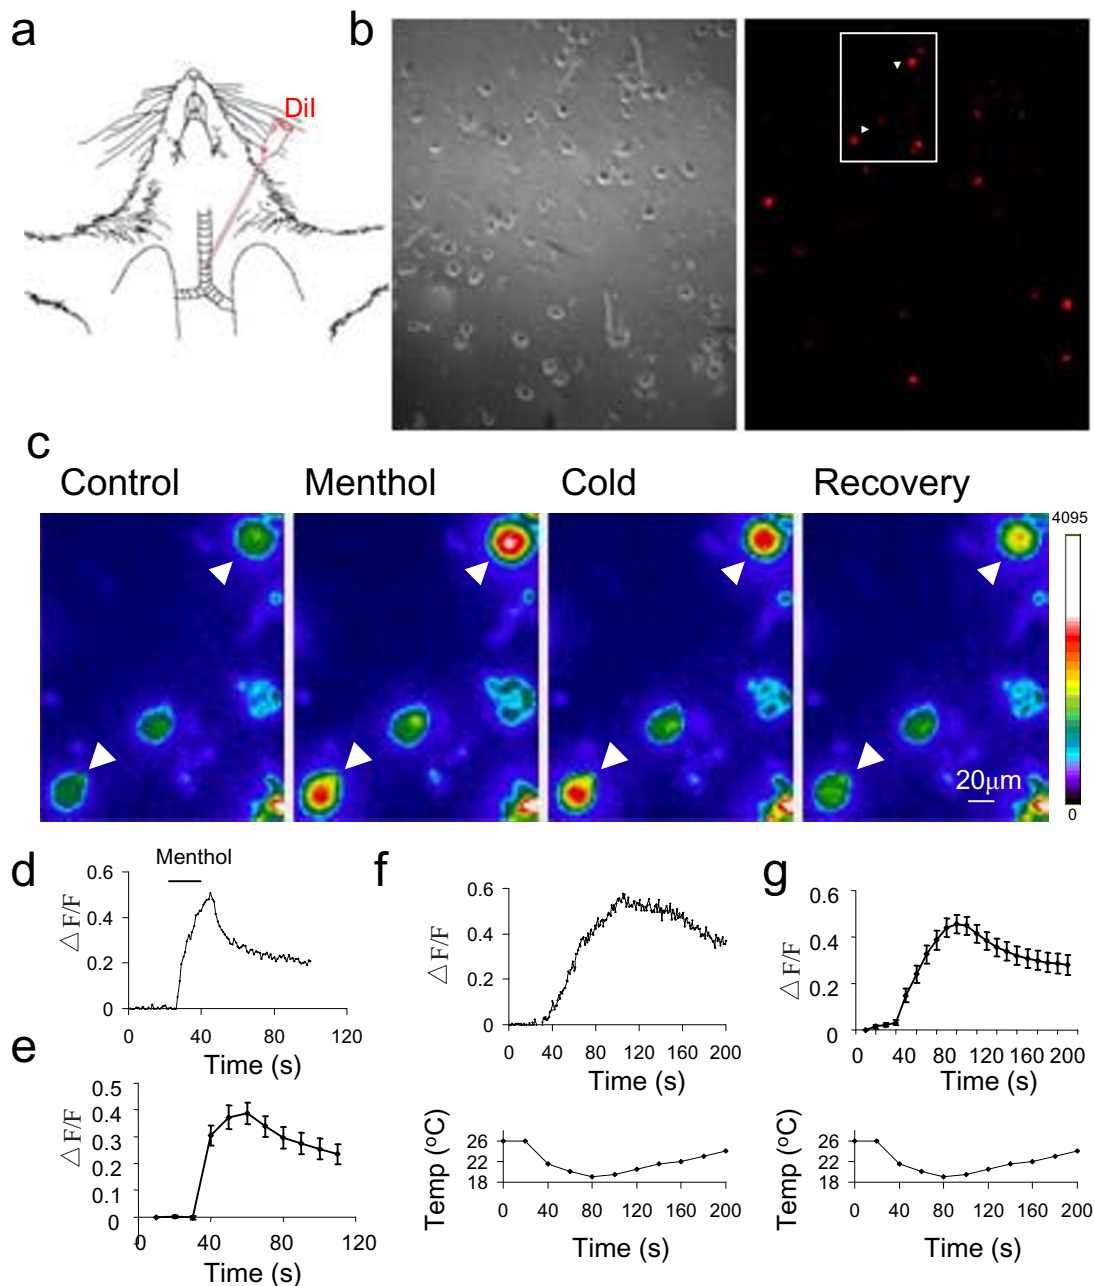 a
DiI
b
c
Control
Menthol
Cold
Recovery
4095
0
20μm
d
Menthol
△F/F
0.6
0.4
0.2
0
0 40 80 120
Time (s)
e
△F/F
0.5
0.4
0.3
0.2
0.1
0
0 40 80 120
Time (s)
f
△F/F
0.6
0.4
0.2
0
0 40 80 120 160 200
Time (s)
Temp (°C)
26
22
18
0 40 80 120 160 200
Time (s)
g
△F/F
0.6
0.4
0.2
0
0 40 80 120 160 200
Time (s)
Temp (°C)
26
22
18
0 40 80 120 160 200
Time (s)